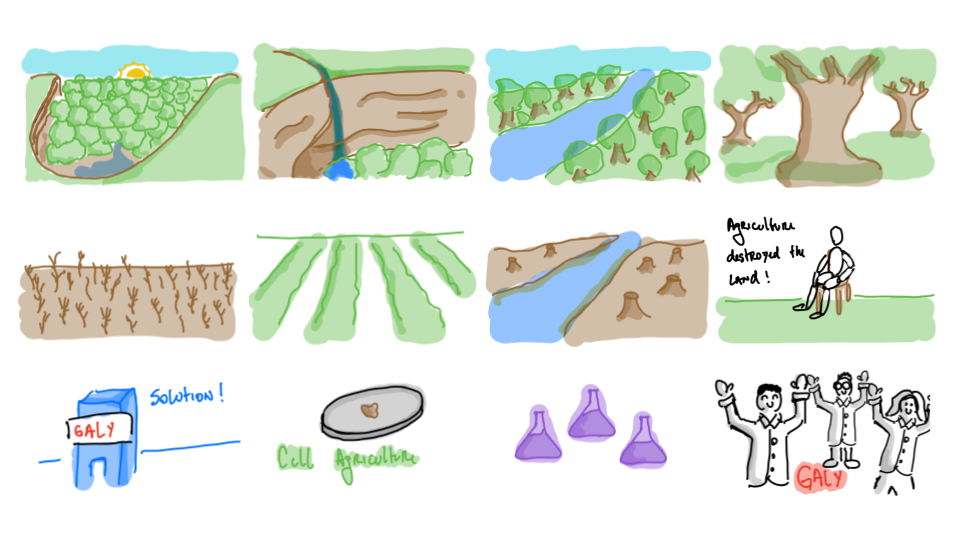 Agriculture
destroyed the
LAND!
SOLUTION!
GALY
Cell Agriculture
GALY